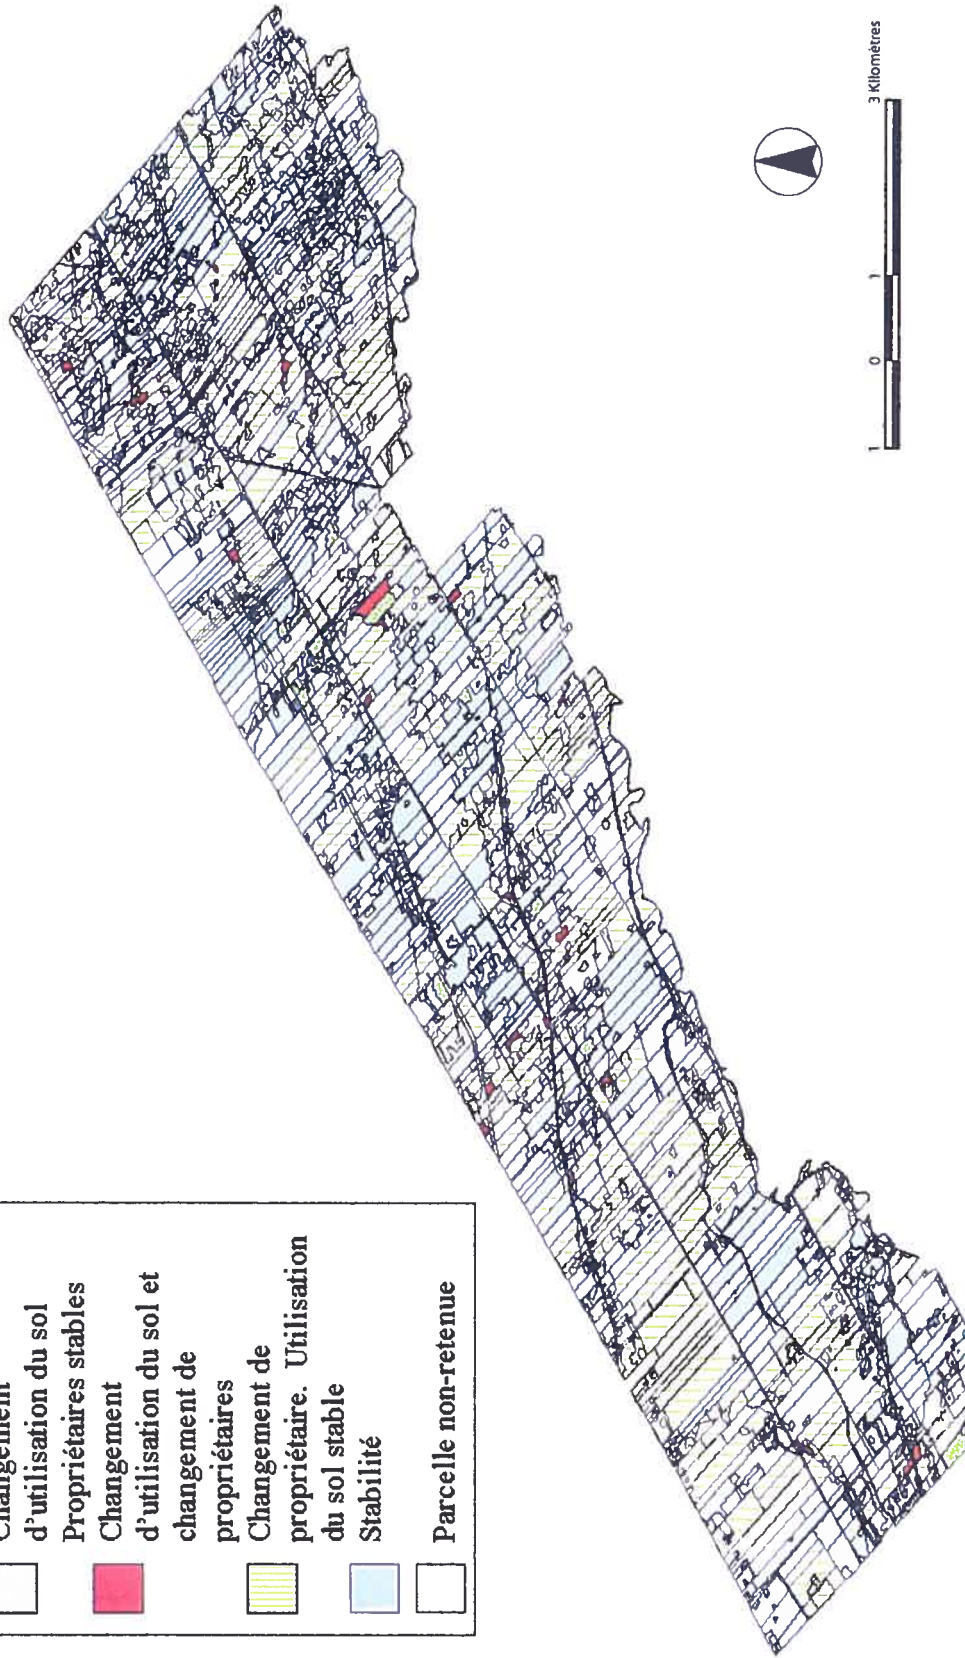 Changement
d'utilisation du sol
Propriétaires stables
Changement
d'utilisation du sol et
changement de
propriétaires
Changement de
propriétaire. Utilisation
du sol stable
Stabilité
Parcelle non-retenue
1 0 1 3 Kilomètres